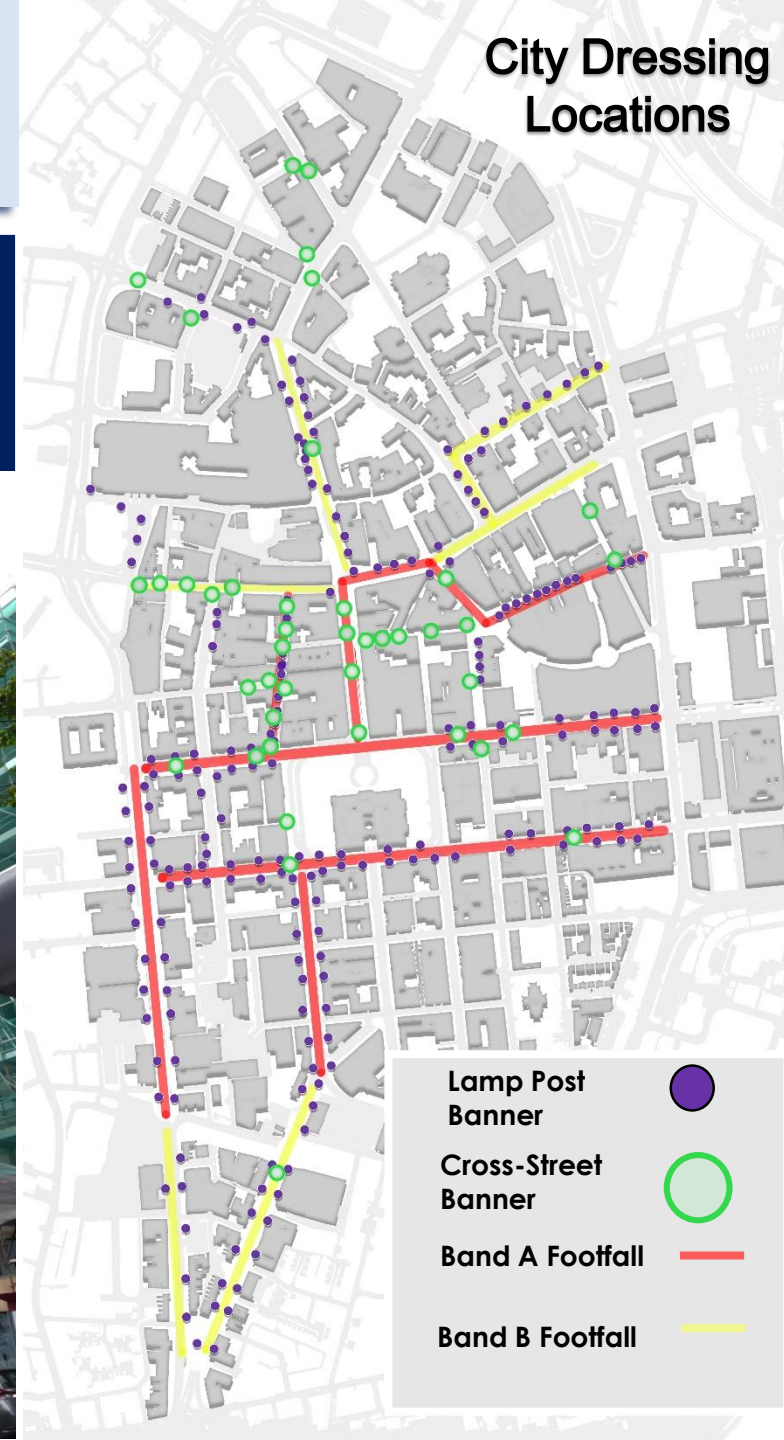 City Dressing
Locations
Lamp Post
Banner
Cross-Street
Banner
Band A Footfall
Band B Footfall